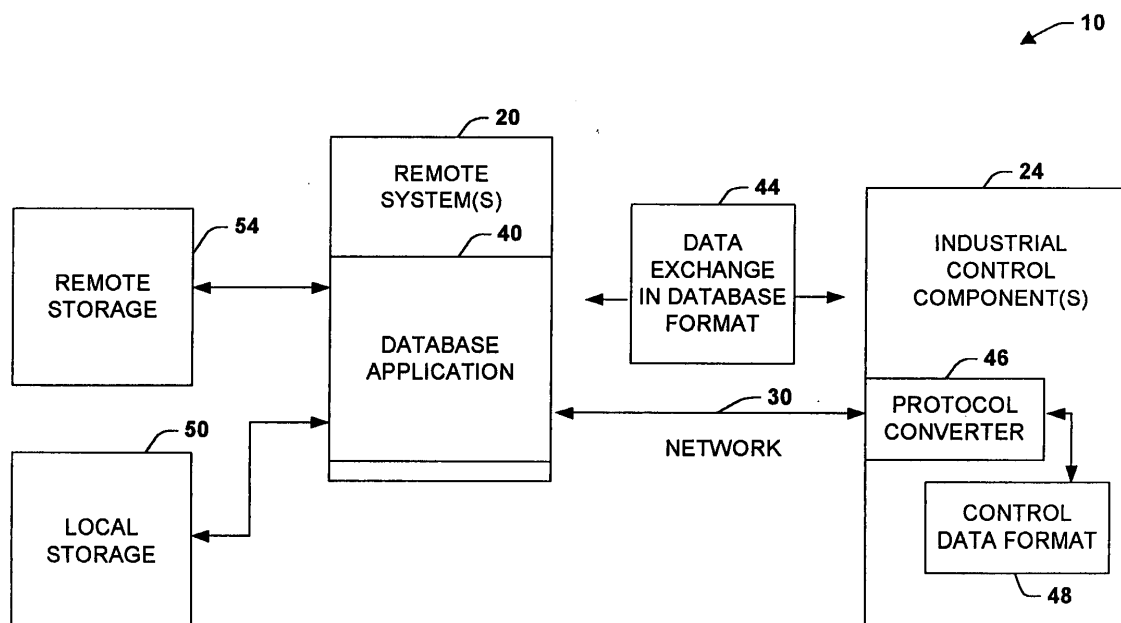 10
20
REMOTE
SYSTEM(S)
40
DATABASE
APPLICATION
54
REMOTE
STORAGE
50
LOCAL
STORAGE
44
DATA
EXCHANGE
IN DATABASE
FORMAT
30
NETWORK
24
INDUSTRIAL
CONTROL
COMPONENT(S)
46
PROTOCOL
CONVERTER
CONTROL
DATA FORMAT
48